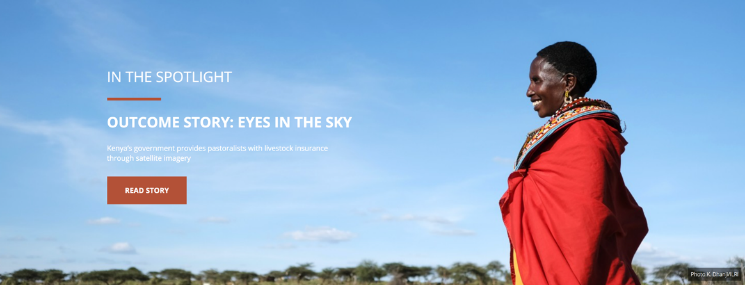 IN THE SPOTLIGHT
OUTCOME STORY: EYES IN THE SKY
Kenya's government provides pastoralists with livestock insurance
through satellite imagery
READ STORY
Photo K.Dhanji/ILRI